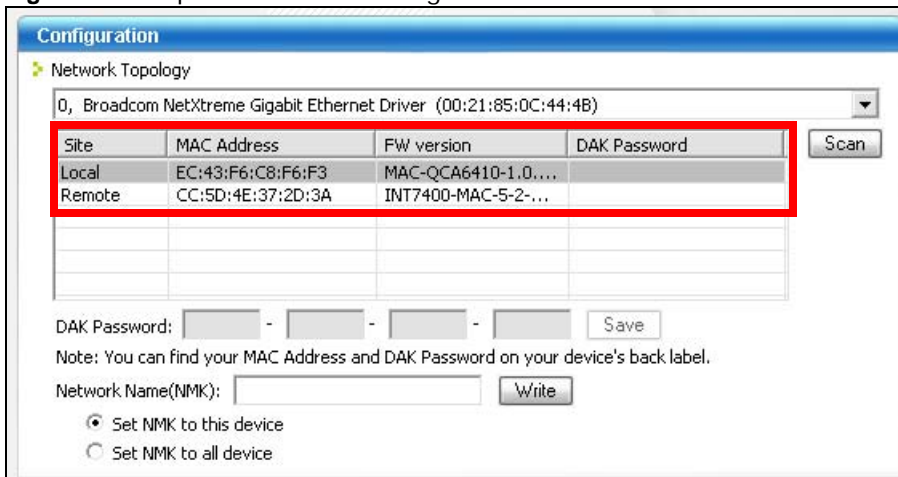 Configuration
Network Topology
0, Broadcom NetXtreme Gigabit Ethernet Driver (00:21:85:0C:44:4B)
Site MAC Address FW version DAK Password Scan
Local EC:43:F6:C8:F6:F3 MAC-QCA6410-1.0....
Remote CC:5D:4E:37:2D:3A INT7400-MAC-5-2-...
DAK Password: - - - Save
Note: You can find your MAC Address and DAK Password on your device's back label.
Network Name(NMK): Write
Set NMK to this device
Set NMK to all device